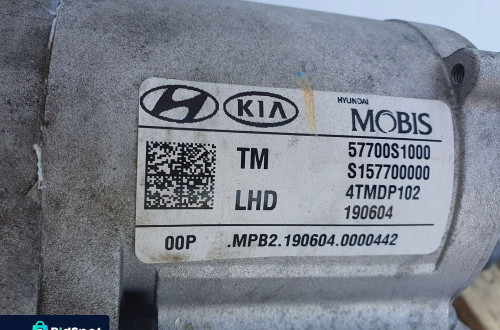 KIA
HYUNDAI
MOBIS
TM
57700S1000
S157700000
LHD
4TMDP102
190604
00P
.MPB2.190604.0000442